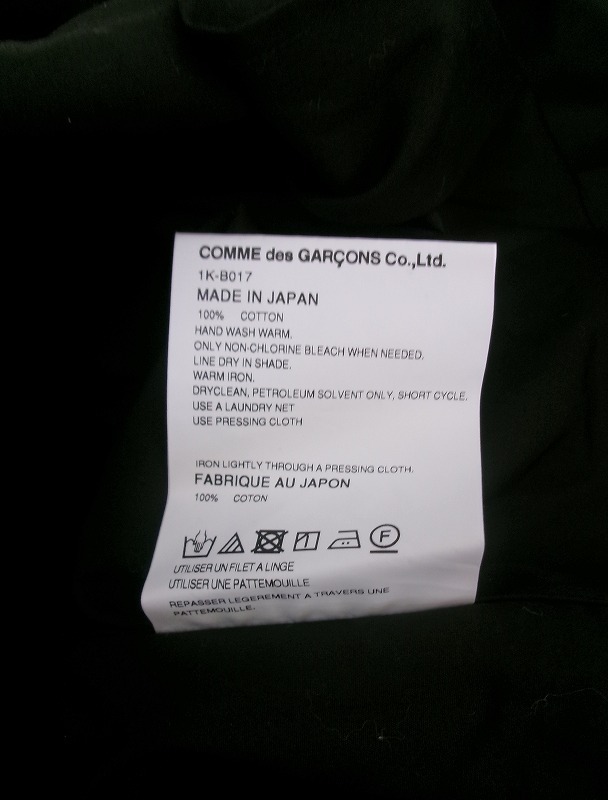 COMME des GARÇONS Co.,Ltd.
1K-B017
MADE IN JAPAN
100% COTTON
HAND WASH WARM.
ONLY NON-CHLORINE BLEACH WHEN NEEDED.
LINE DRY IN SHADE.
WARM IRON.
DRYCLEAN, PETROLEUM SOLVENT ONLY, SHORT CYCLE.
USE A LAUNDRY NET
USE PRESSING CLOTH
IRON LIGHTLY THROUGH A PRESSING CLOTH.
FABRIQUE AU JAPON
100% COTON
F
UTILISER UN FILET A LINGE
UTILISER UNE PATTEMOUILLE
REPASSER LEGEREMENT A TRAVERS UNE
PATTEMOUILLE.